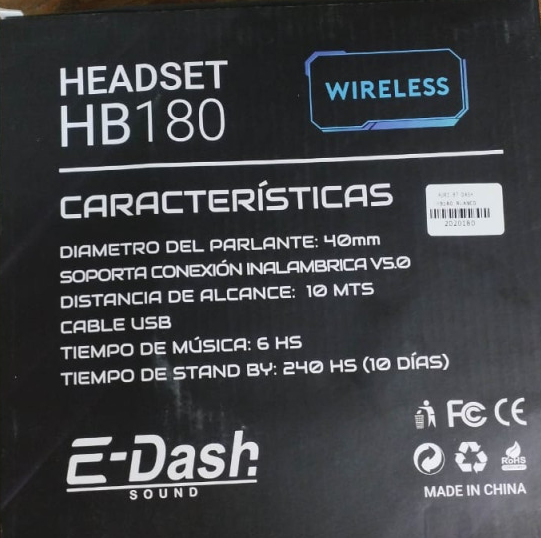 HEADSET
HB180
WIRELESS
CARACTERÍSTICAS
DIAMETRO DEL PARLANTE: 40mm
SOPORTA CONEXIÓN INALAMBRICA V5.0
DISTANCIA DE ALCANCE: 10 MTS
CABLE USB
TIEMPO DE MÚSICA: 6 HS
TIEMPO DE STAND BY: 240 HS (10 DÍAS)
2020180
FC CE
E-Dash
SOUND
RoHS
MADE IN CHINA